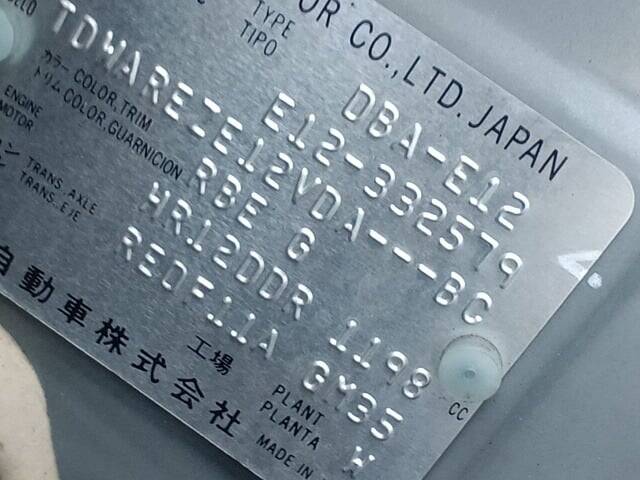 TYPE
TIPO
OR CO.,LTD. JAPAN
DBA-E12
E12-332579
TDWAREZE12VDA---BC
カラー COLOR, TRIM
トリム COLOR, GUARNICION
RBE G
ENGINE
MOTOR
HR12DDR 1198 CC
TRANS. AXLE
TRANS. EJE
RE0F11A GM35
工場 PLANT
PLANTA
W
自動車株式会社
MADE IN